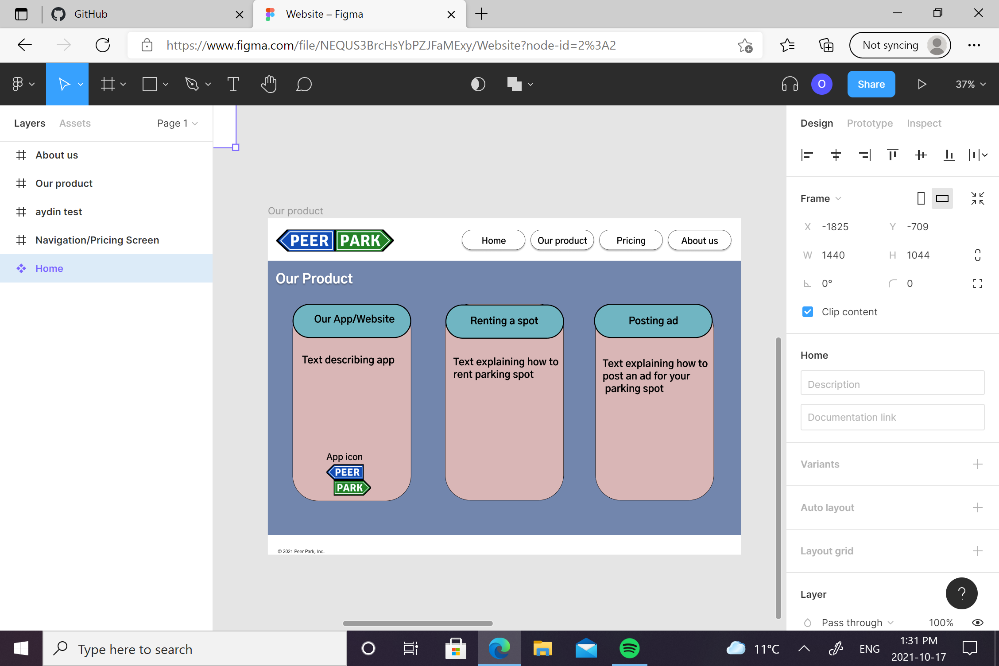 GitHub
Website – Figma
https://www.figma.com/file/NEQUS3BrcHsYbPZJFaMExy/Website?node-id=2%3A2
Not syncing
O
Share
37%
Layers
Assets
Page 1
About us
Our product
aydin test
Navigation/Pricing Screen
Home
Our product
PEER PARK
Home
Our product
Pricing
About us
Our Product
Our App/Website
Text describing app
App icon
PEER
PARK
Renting a spot
Text explaining how to
rent parking spot
Posting ad
Text explaining how to
post an ad for your
parking spot
© 2021 Peer Park, Inc.
Design
Prototype
Inspect
Frame
X -1825
Y -709
W 1440
H 1044
0°
0
Clip content
Home
Description
Documentation link
Variants
Auto layout
Layout grid
Layer
?
Pass through
100%
Type here to search
11°C
ENG
1:31 PM
2021-10-17